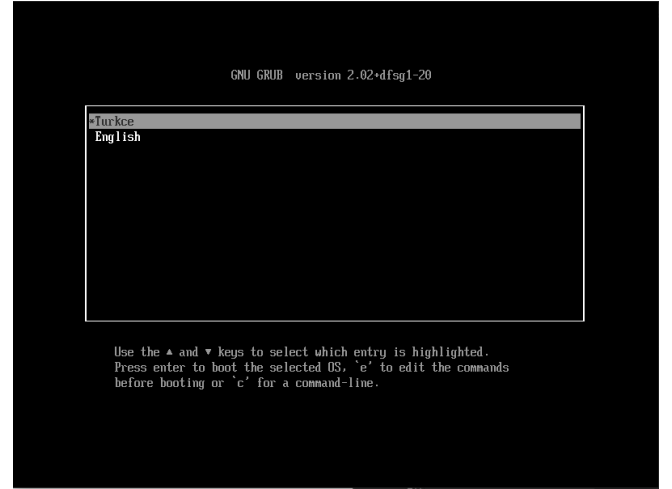 GNU GRUB  version 2.02+dfsg1-20
*Turkce
English
Use the ▲ and ▼ keys to select which entry is highlighted.
Press enter to boot the selected OS, `e' to edit the commands
before booting or `c' for a command-line.